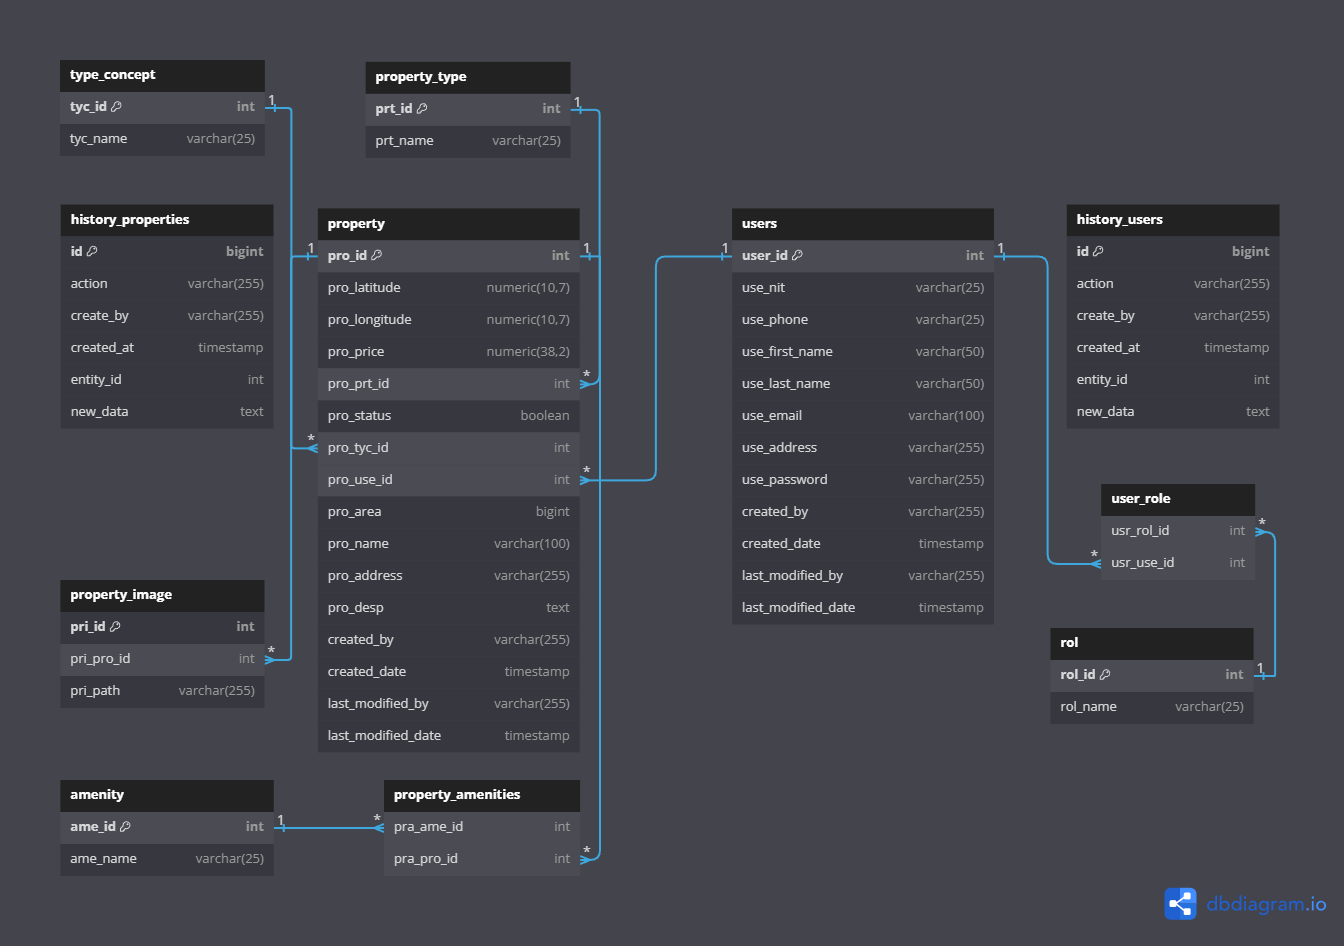 type_concept
tyc_id int
tyc_name varchar(25)
1
property_type
prt_id int
prt_name varchar(25)
1
history_properties
id bigint
action varchar(255)
create_by varchar(255)
created_at timestamp
entity_id int
new_data text
property
1 pro_id int 1
pro_latitude numeric(10,7)
pro_longitude numeric(10,7)
pro_price numeric(38,2)
pro_prt_id int *
pro_status boolean
* pro_tyc_id int
pro_use_id int *
pro_area bigint
pro_name varchar(100)
pro_address varchar(255)
pro_desp text
created_by varchar(255)
created_date timestamp
last_modified_by varchar(255)
last_modified_date timestamp
users
1 user_id int 1
use_nit varchar(25)
use_phone varchar(25)
use_first_name varchar(50)
use_last_name varchar(50)
use_email varchar(100)
use_address varchar(255)
use_password varchar(255)
created_by varchar(255)
created_date timestamp
last_modified_by varchar(255)
last_modified_date timestamp
history_users
id bigint
action varchar(255)
create_by varchar(255)
created_at timestamp
entity_id int
new_data text
user_role
usr_rol_id int *
* usr_use_id int
rol
rol_id int 1
rol_name varchar(25)
property_image
pri_id int
pri_pro_id int *
pri_path varchar(255)
amenity
ame_id int 1
ame_name varchar(25)
property_amenities
* pra_ame_id int
pra_pro_id int *
dbdiagram.io